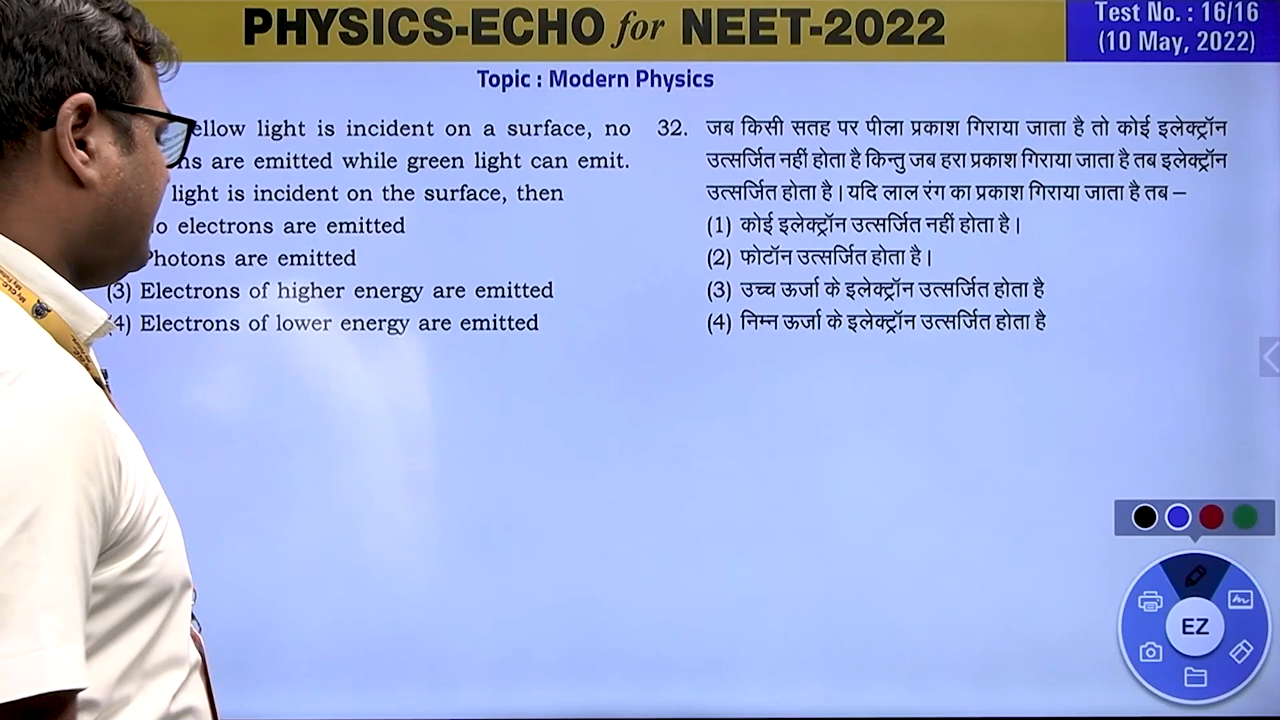 PHYSICS-ECHO for NEET-2022
Test No. : 16/16
(10 May, 2022)
Topic : Modern Physics
light is incident on a surface, no
are emitted while green light can emit.
light is incident on the surface, then
electrons are emitted
Photons are emitted
(3) Electrons of higher energy are emitted
(4) Electrons of lower energy are emitted
32. जब किसी सतह पर पीला प्रकाश गिराया जाता है तो कोई इलेक्ट्रॉन
उत्सर्जित नहीं होता है किन्तु जब हरा प्रकाश गिराया जाता है तब इलेक्ट्रॉन
उत्सर्जित होता है। यदि लाल रंग का प्रकाश गिराया जाता है तब –
(1) कोई इलेक्ट्रॉन उत्सर्जित नहीं होता है।
(2) फोटॉन उत्सर्जित होता है।
(3) उच्च ऊर्जा के इलेक्ट्रॉन उत्सर्जित होता है
(4) निम्न ऊर्जा के इलेक्ट्रॉन उत्सर्जित होता है
EZ